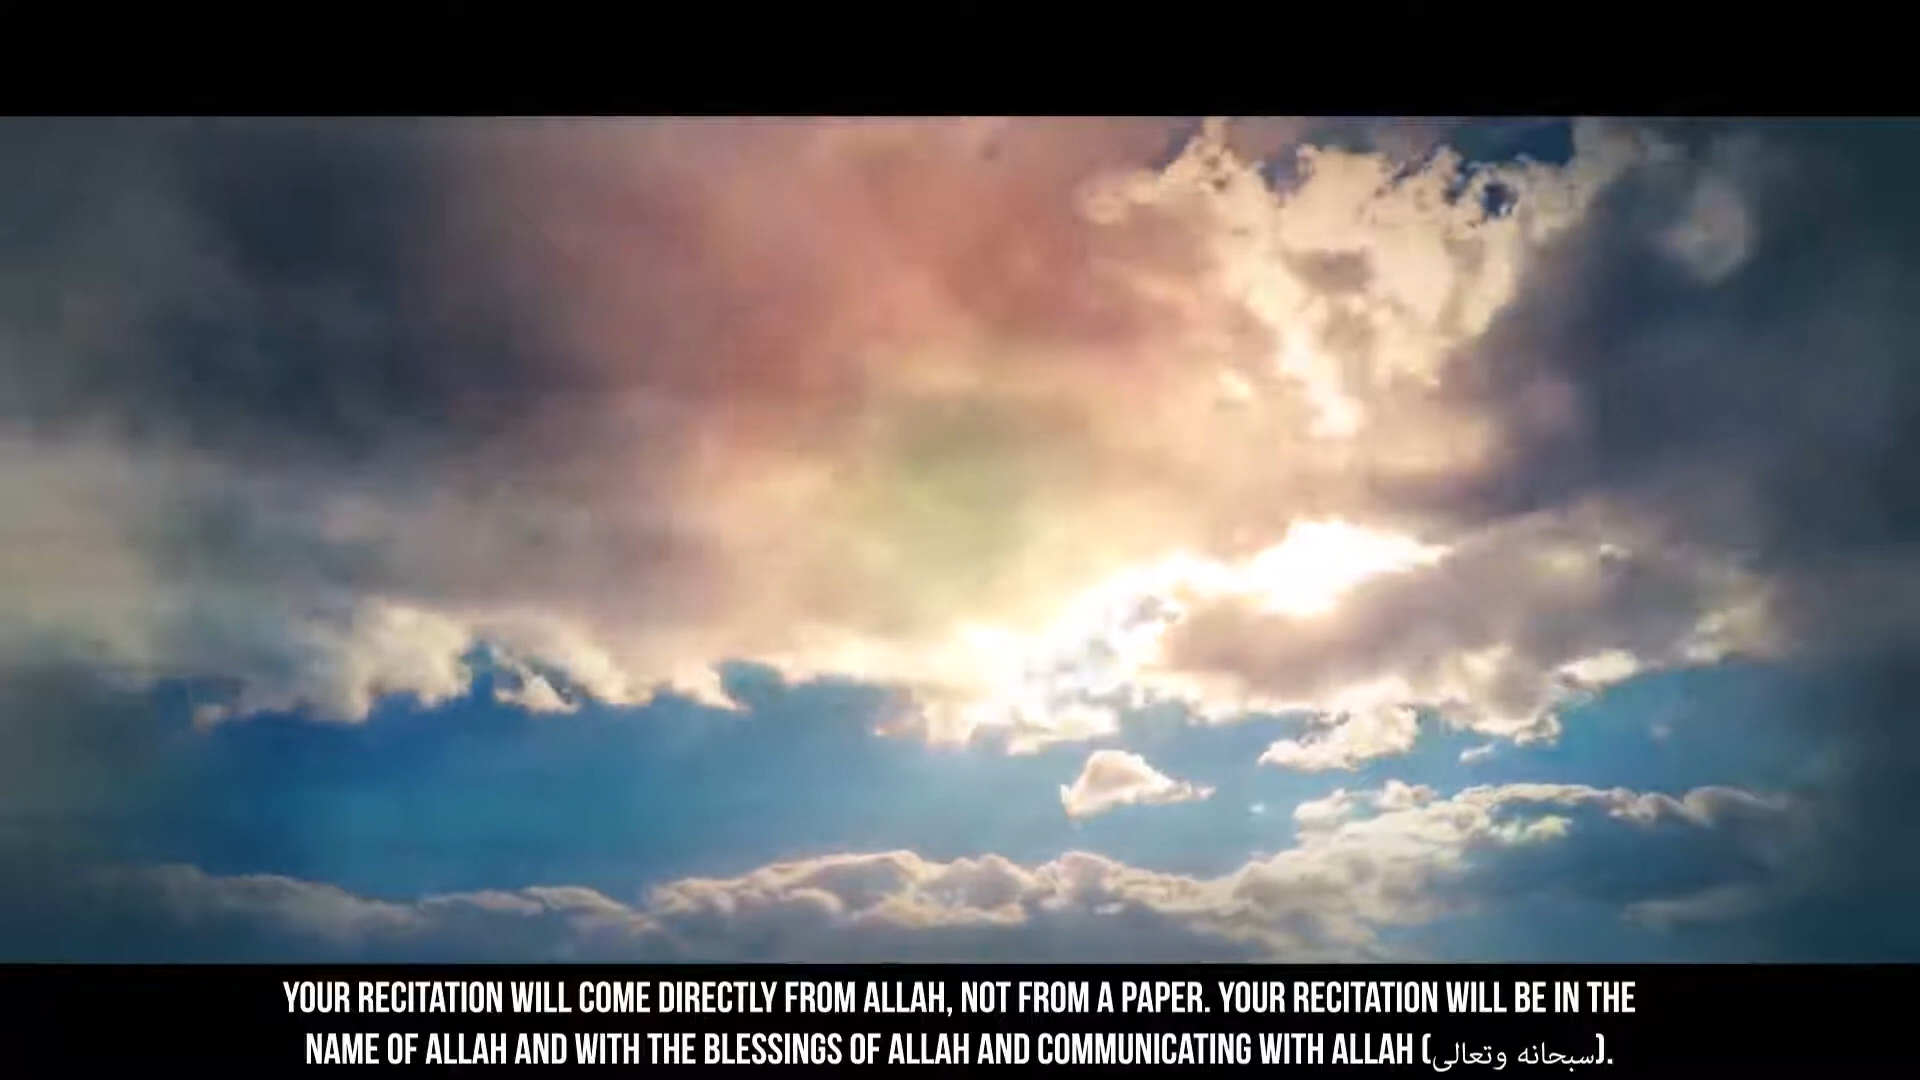 YOUR RECITATION WILL COME DIRECTLY FROM ALLAH, NOT FROM A PAPER. YOUR RECITATION WILL BE IN THE
NAME OF ALLAH AND WITH THE BLESSINGS OF ALLAH AND COMMUNICATING WITH ALLAH (سبحانه وتعالى).